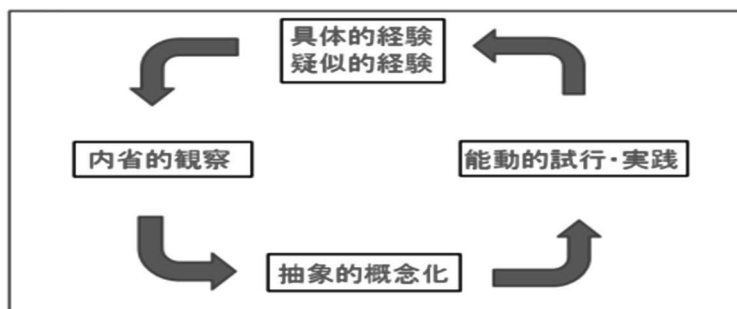 具体的経験
疑似的経験
内省的観察
能動的試行・実践
抽象的概念化